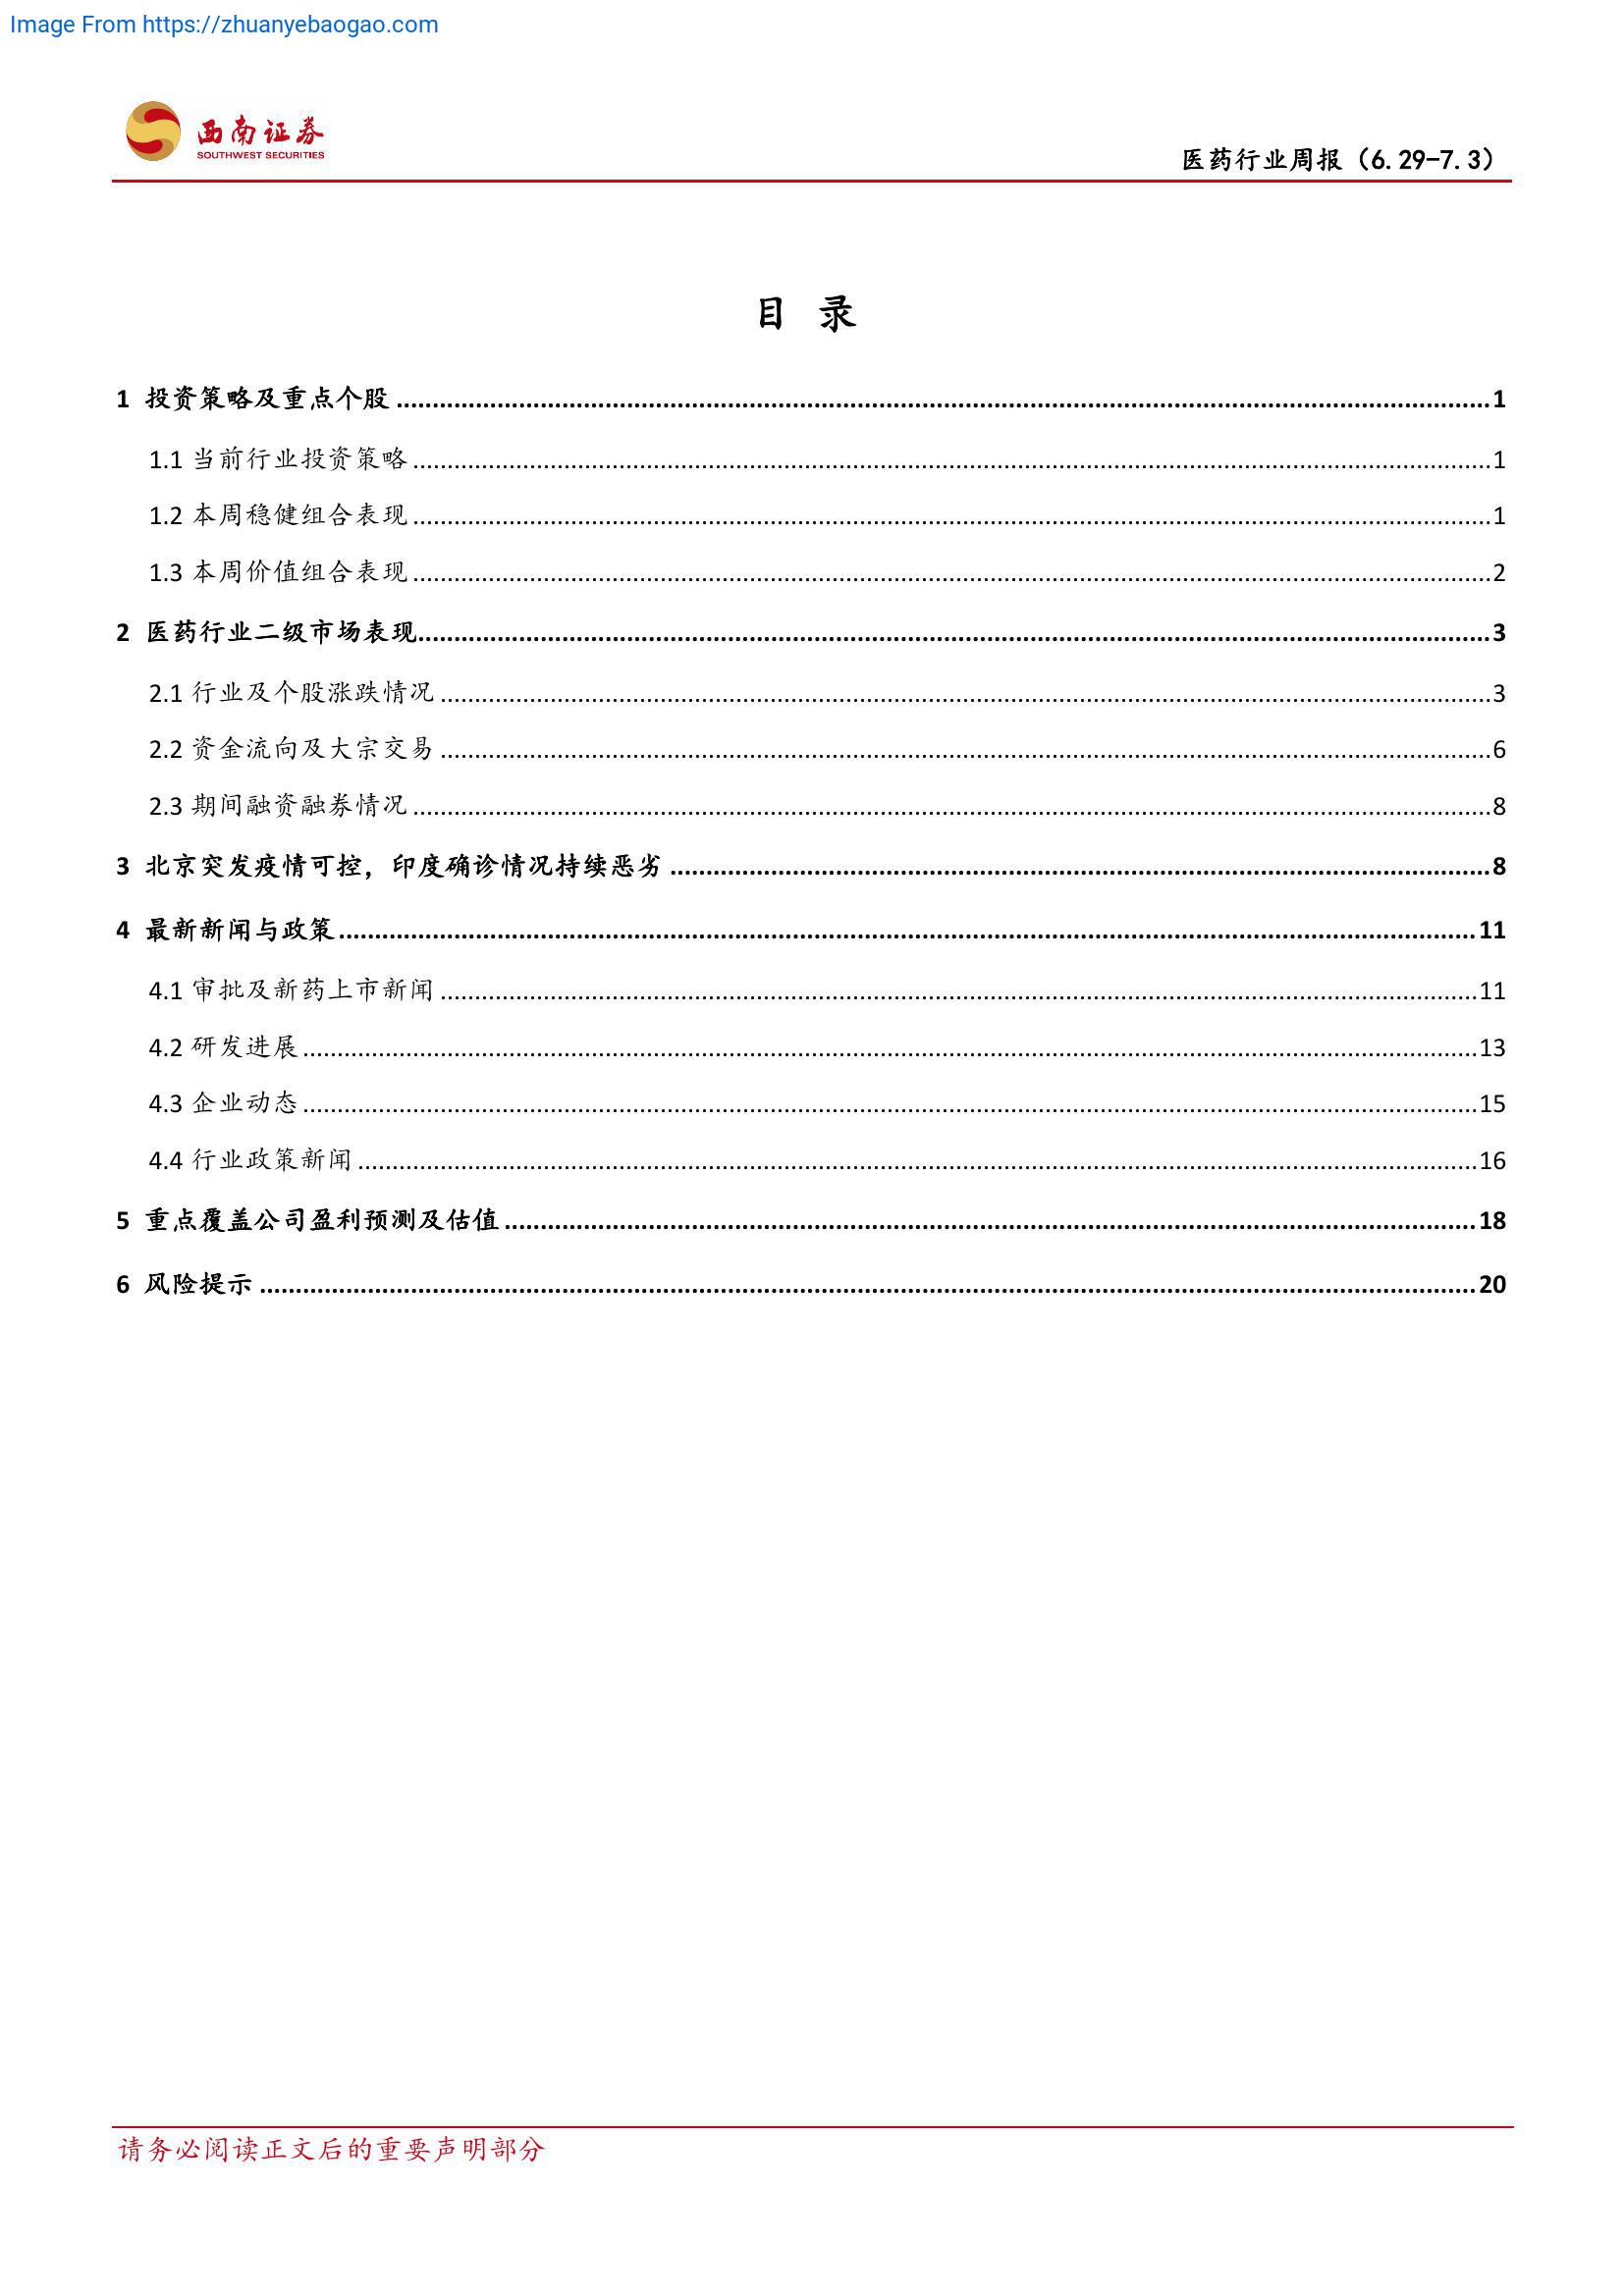 Image From https://zhuanyebaogao.com
西南证券
SOUTHWEST SECURITIES
医药行业周报（6.29-7.3）
目 录
1 投资策略及重点个股 ........ 1
1.1 当前行业投资策略 ........ 1
1.2 本周稳健组合表现 ........ 1
1.3 本周价值组合表现 ........ 2
2 医药行业二级市场表现 ........ 3
2.1 行业及个股涨跌情况 ........ 3
2.2 资金流向及大宗交易 ........ 6
2.3 期间融资融券情况 ........ 8
3 北京突发疫情可控，印度确诊情况持续恶劣 ........ 8
4 最新新闻与政策 ........ 11
4.1 审批及新药上市新闻 ........ 11
4.2 研发进展 ........ 13
4.3 企业动态 ........ 15
4.4 行业政策新闻 ........ 16
5 重点覆盖公司盈利预测及估值 ........ 18
6 风险提示 ........ 20
请务必阅读正文后的重要声明部分